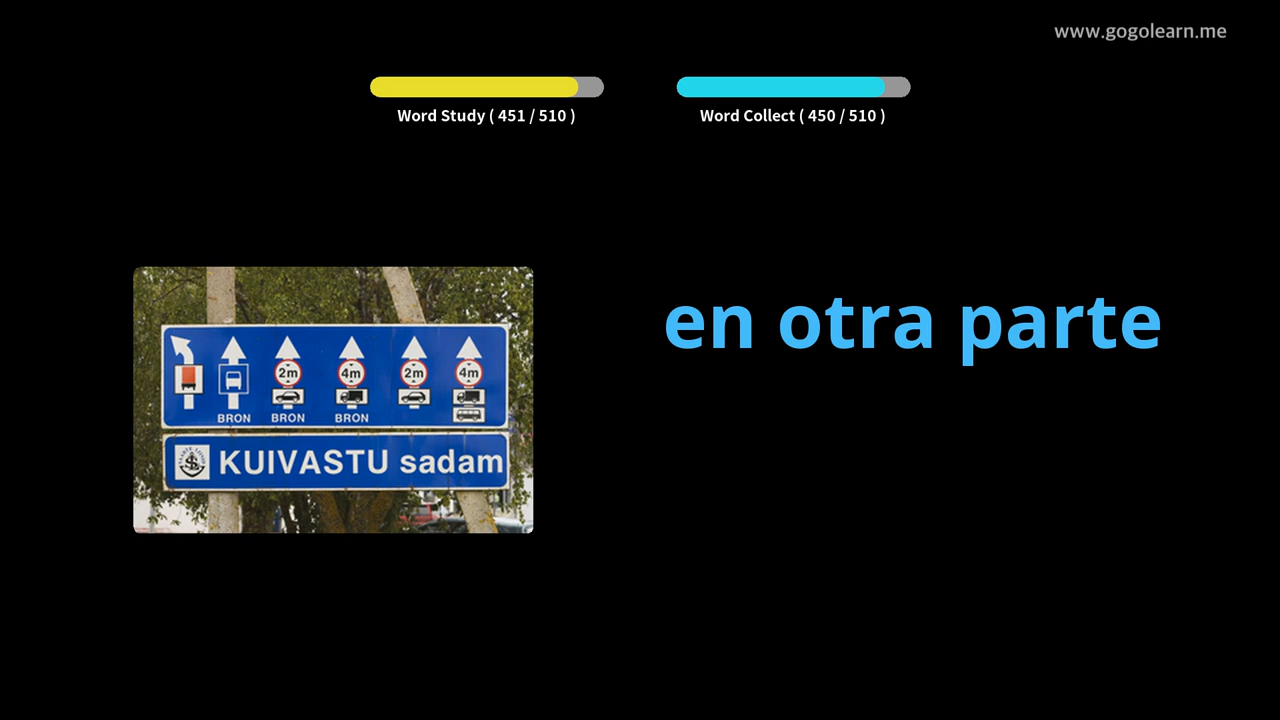 www.gogolearn.me
Word Study ( 451 / 510 )
Word Collect ( 450 / 510 )
en otra parte
2m 4m 2m 4m
BRON BRON BRON
KUIVASTU sadam